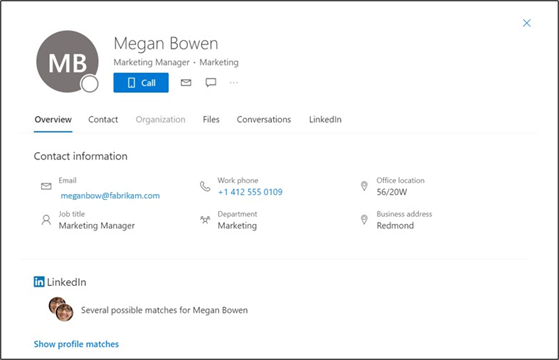 MB
Megan Bowen
Marketing Manager • Marketing
Call
Overview Contact Organization Files Conversations LinkedIn
Contact information
Email Work phone Office location
meganbow@fabrikam.com +1 412 555 0109 56/20W
Job title Department Business address
Marketing Manager Marketing Redmond
in LinkedIn
Several possible matches for Megan Bowen
Show profile matches